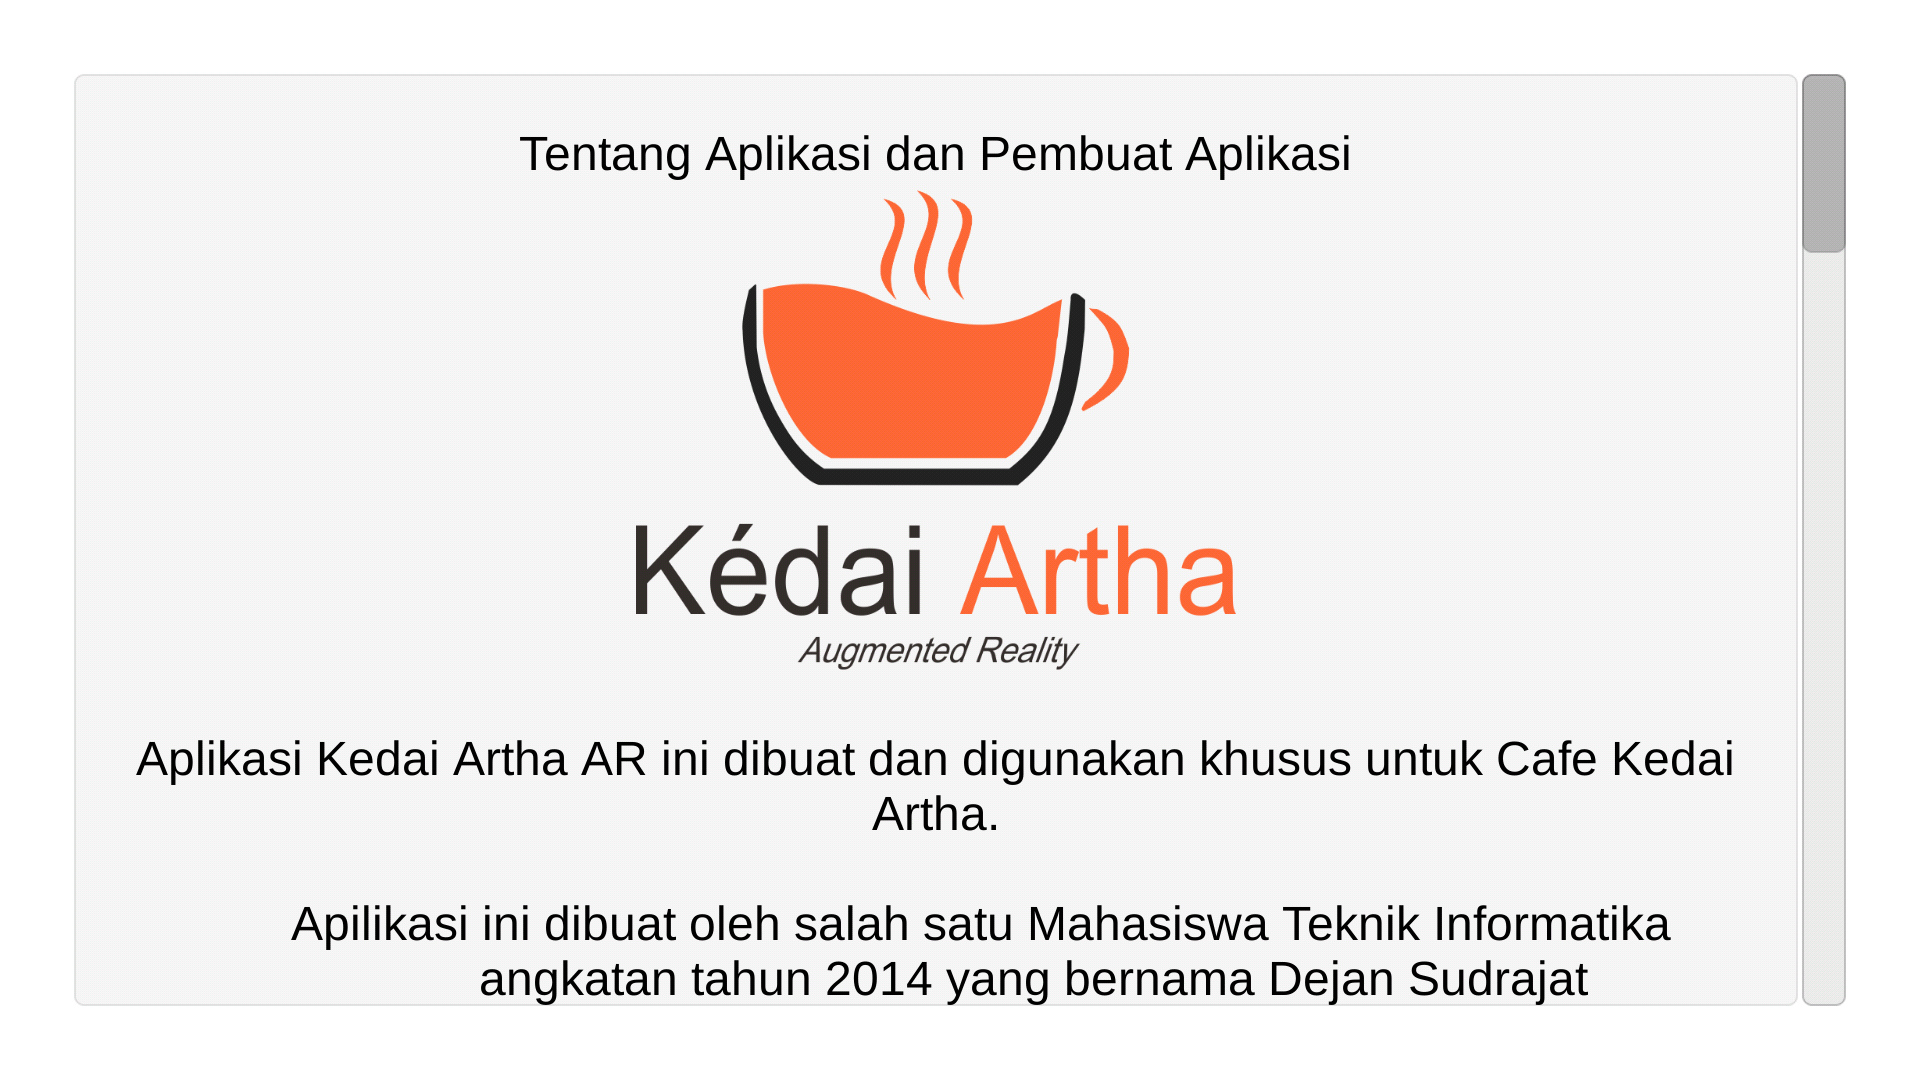 Tentang Aplikasi dan Pembuat Aplikasi
Kédai Artha
Augmented Reality
Aplikasi Kedai Artha AR ini dibuat dan digunakan khusus untuk Cafe Kedai
Artha.
Apilikasi ini dibuat oleh salah satu Mahasiswa Teknik Informatika
angkatan tahun 2014 yang bernama Dejan Sudrajat